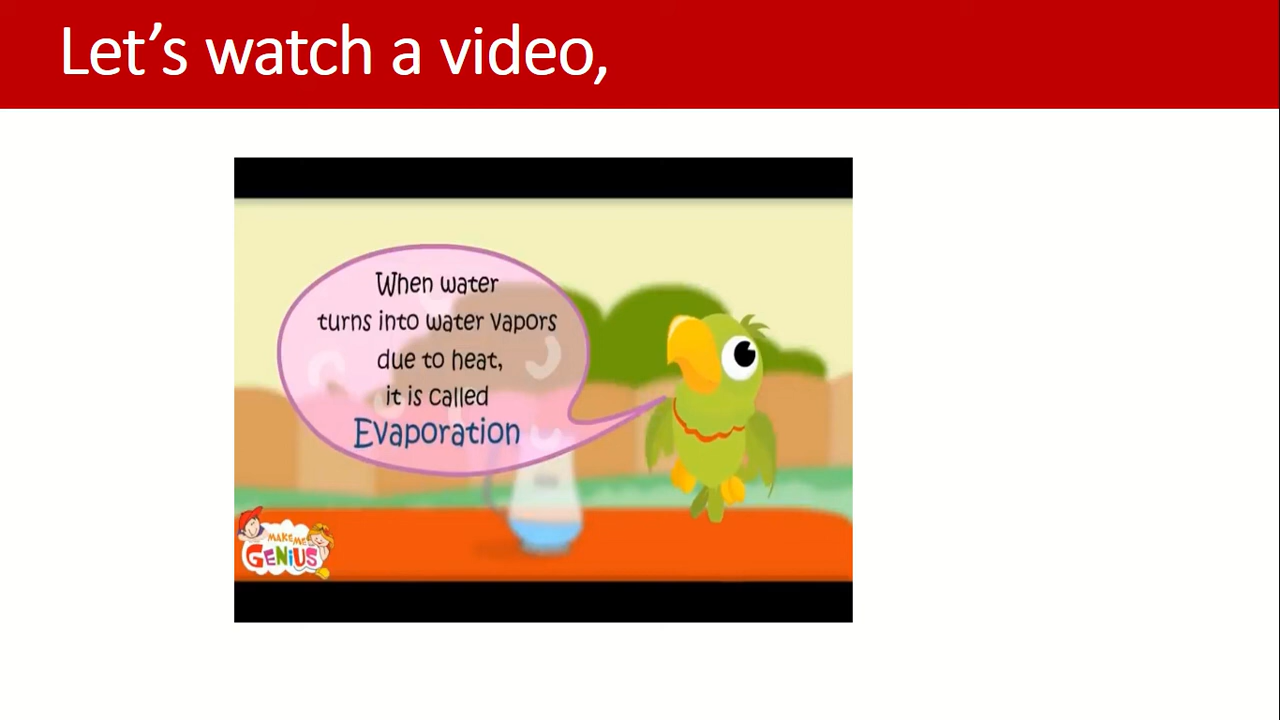 Let’s watch a video,
When water
turns into water vapors
due to heat,
it is called
Evaporation
MAKE ME
GENiUS